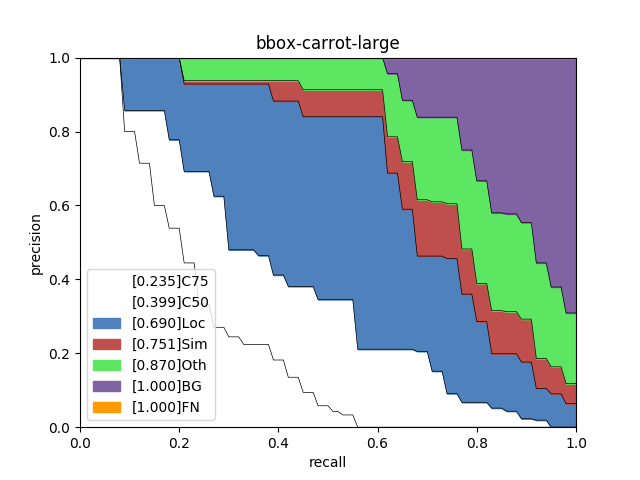 bbox-carrot-large
1.0
0.8
0.6
0.4
0.2
0.0
precision
[0.235]C75
[0.399]C50
[0.690]Loc
[0.751]Sim
[0.870]Oth
[1.000]BG
[1.000]FN
0.0 0.2 0.4 0.6 0.8 1.0
recall